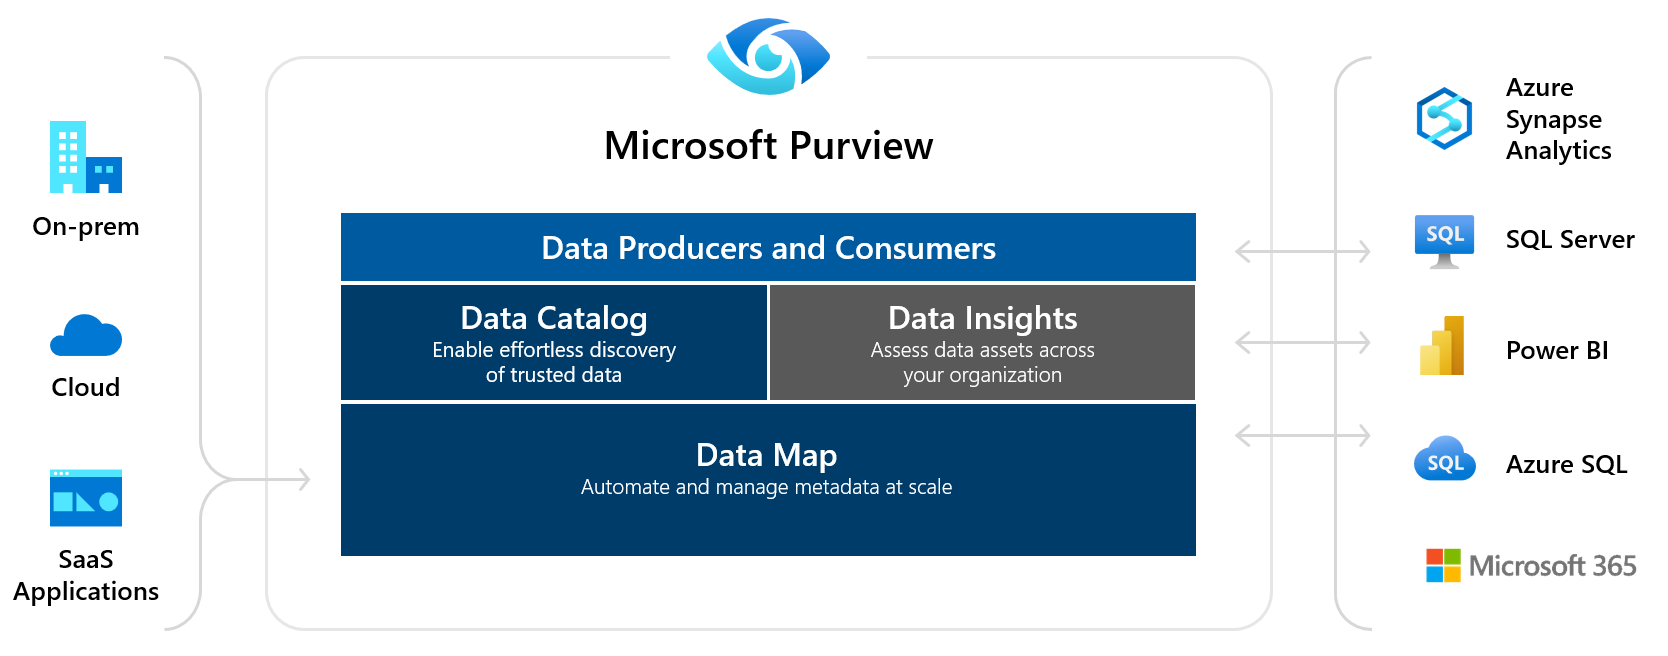 Microsoft Purview
On-prem
Cloud
SaaS
Applications
Data Producers and Consumers
Data Catalog
Enable effortless discovery
of trusted data
Data Insights
Assess data assets across
your organization
Data Map
Automate and manage metadata at scale
Azure
Synapse
Analytics
SQL
SQL Server
Power BI
SQL
Azure SQL
Microsoft 365